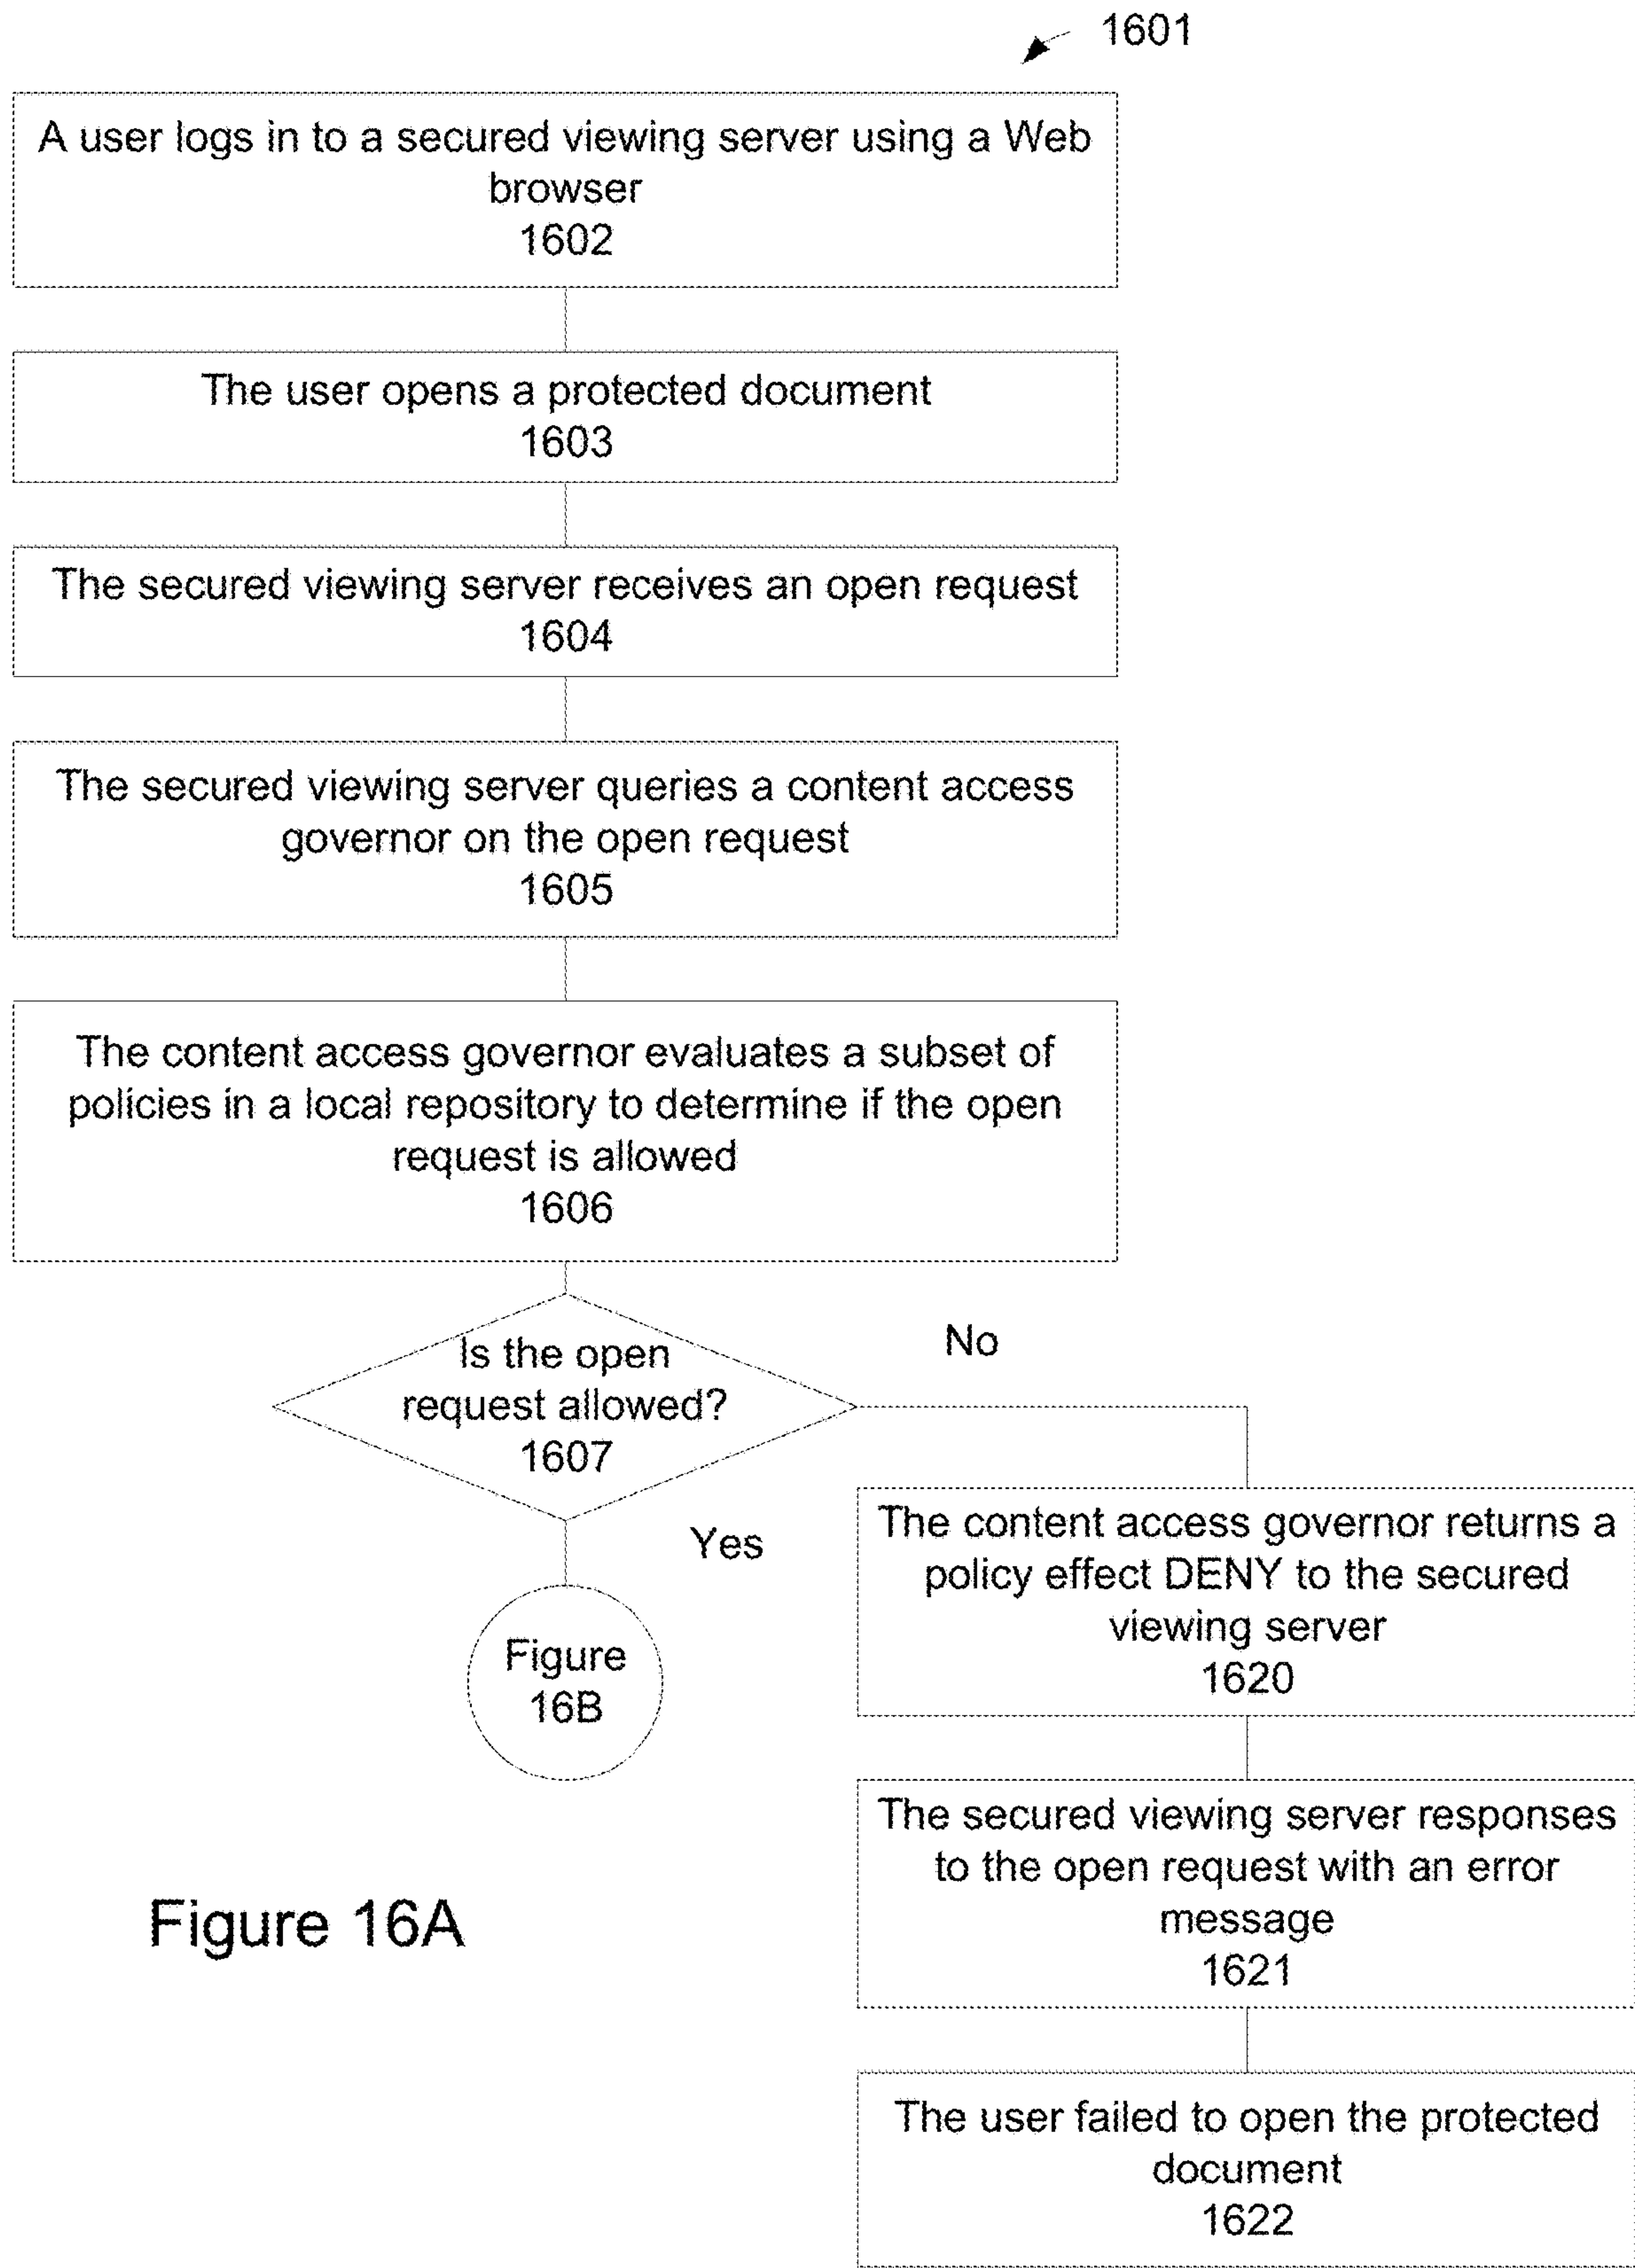 1601
A user logs in to a secured viewing server using a Web
browser
1602
The user opens a protected document
1603
The secured viewing server receives an open request
1604
The secured viewing server queries a content access
governor on the open request
1605
The content access governor evaluates a subset of
policies in a local repository to determine if the open
request is allowed
1606
Is the open
request allowed?
1607
No
Yes
Figure
16B
The content access governor returns a
policy effect DENY to the secured
viewing server
1620
The secured viewing server responses
to the open request with an error
message
1621
The user failed to open the protected
document
1622
Figure 16A